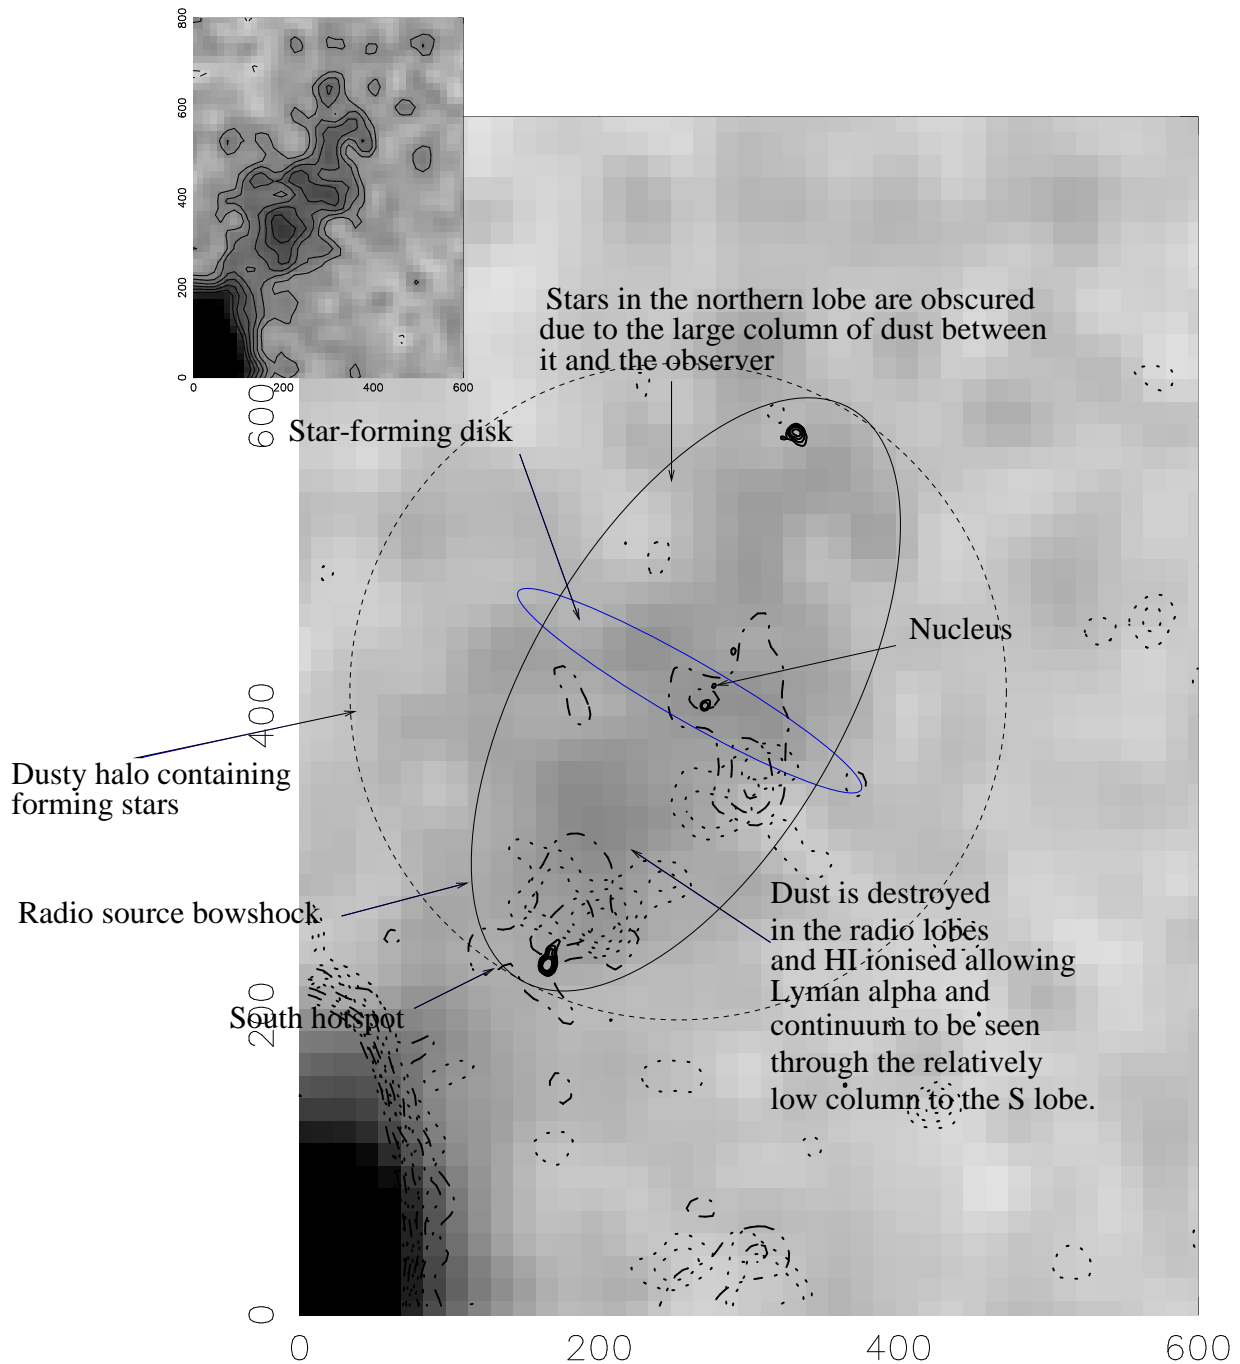 800
600
400
200
0
0
200
400
600
Stars in the northern lobe are obscured
due to the large column of dust between
it and the observer
600
Star-forming disk
Nucleus
400
Dusty halo containing
forming stars
Radio source bowshock
Dust is destroyed
in the radio lobes
and HI ionised allowing
Lyman alpha and
continuum to be seen
through the relatively
low column to the S lobe.
South hotspot
200
0
0
200
400
600